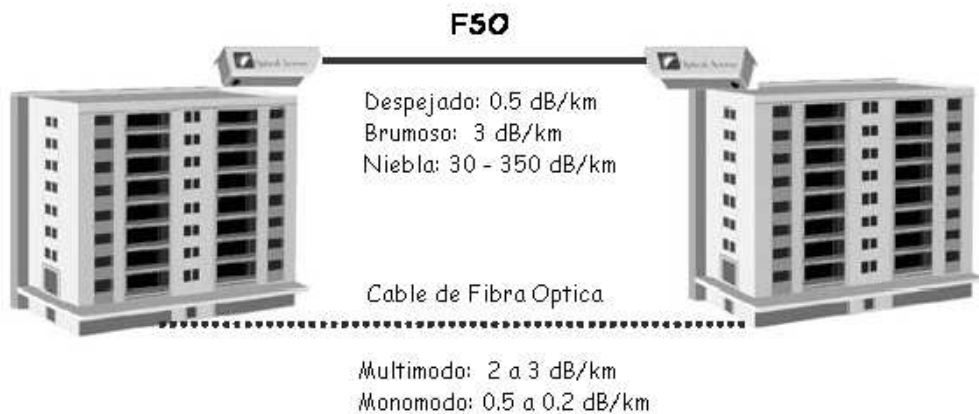 FSO
Despejado: 0.5 dB/km
Brumoso: 3 dB/km
Niebla: 30 - 350 dB/km
Cable de Fibra Optica
Multimodo: 2 a 3 dB/km
Monomodo: 0.5 a 0.2 dB/km